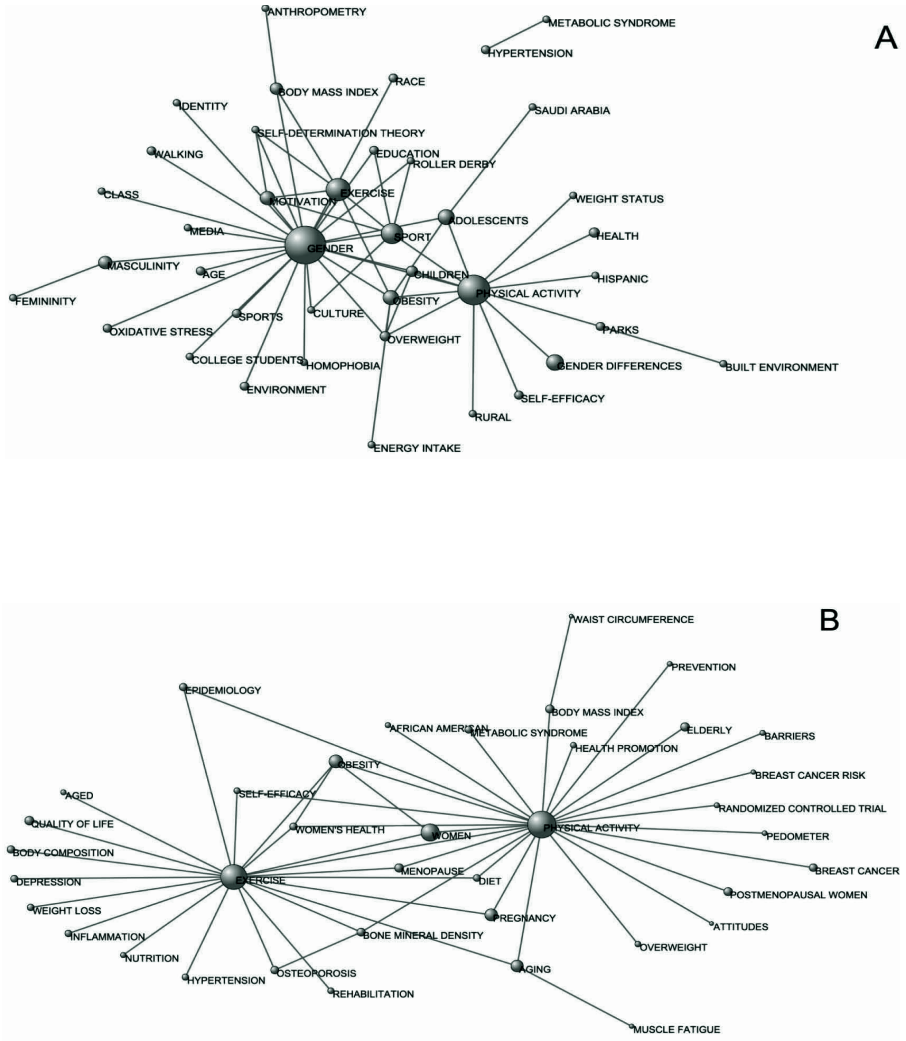 ANTHROPOMETRY
METABOLIC SYNDROME
A
HYPERTENSION
RACE
BODY MASS INDEX
IDENTITY
SAUDI ARABIA
SELF-DETERMINATION THEORY
WALKING
EDUCATION
ROLLER DERBY
CLASS
EXERCISE
MOTIVATION
WEIGHT STATUS
ADOLESCENTS
MEDIA
SPORT
HEALTH
GENDER
MASCULINITY
AGE
CHILDREN
HISPANIC
FEMININITY
OBESITY
PHYSICAL ACTIVITY
SPORTS
CULTURE
OXIDATIVE STRESS
PARKS
OVERWEIGHT
COLLEGE STUDENTS
HOMOPHOBIA
GENDER DIFFERENCES
BUILT ENVIRONMENT
ENVIRONMENT
SELF-EFFICACY
RURAL
ENERGY INTAKE
B
WAIST CIRCUMFERENCE
PREVENTION
EPIDEMIOLOGY
BODY MASS INDEX
AFRICAN AMERICAN
METABOLIC SYNDROME
ELDERLY
BARRIERS
HEALTH PROMOTION
OBESITY
BREAST CANCER RISK
SELF-EFFICACY
AGED
RANDOMIZED CONTROLLED TRIAL
QUALITY OF LIFE
WOMEN'S HEALTH
WOMEN
PHYSICAL ACTIVITY
PEDOMETER
BODY COMPOSITION
MENOPAUSE
BREAST CANCER
DEPRESSION
EXERCISE
DIET
POSTMENOPAUSAL WOMEN
WEIGHT LOSS
PREGNANCY
ATTITUDES
INFLAMMATION
BONE MINERAL DENSITY
OVERWEIGHT
NUTRITION
AGING
OSTEOPOROSIS
HYPERTENSION
REHABILITATION
MUSCLE FATIGUE